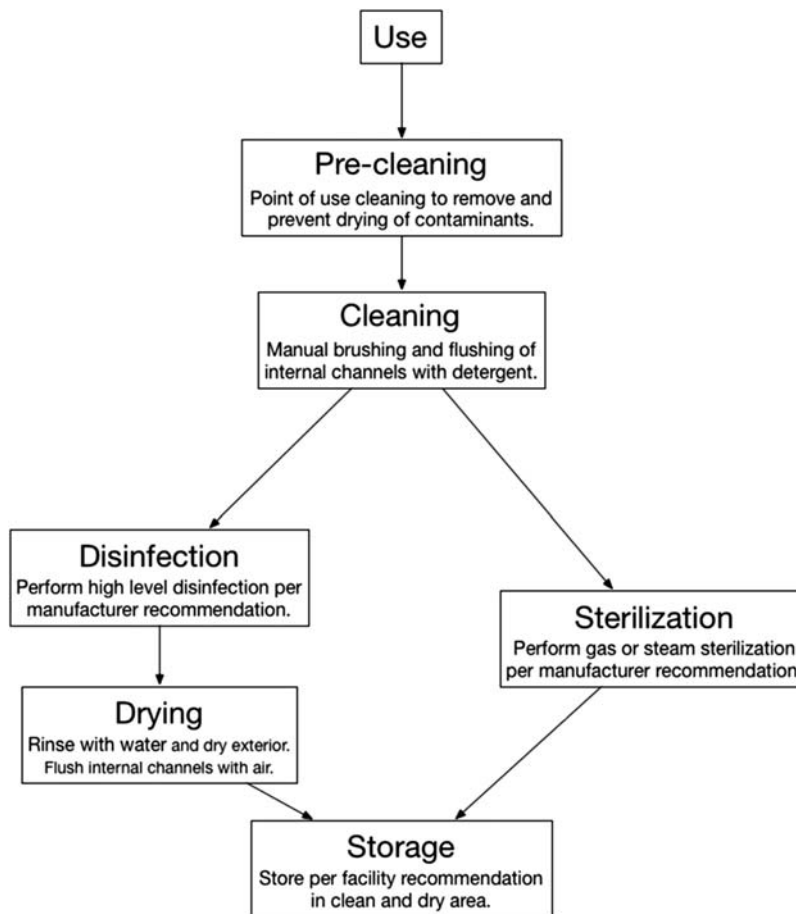 Use
Pre-cleaning
Point of use cleaning to remove and
prevent drying of contaminants.
Cleaning
Manual brushing and flushing of
internal channels with detergent.
Disinfection
Perform high level disinfection per
manufacturer recommendation.
Sterilization
Perform gas or steam sterilization
per manufacturer recommendation
Drying
Rinse with water and dry exterior.
Flush internal channels with air.
Storage
Store per facility recommendation
in clean and dry area.